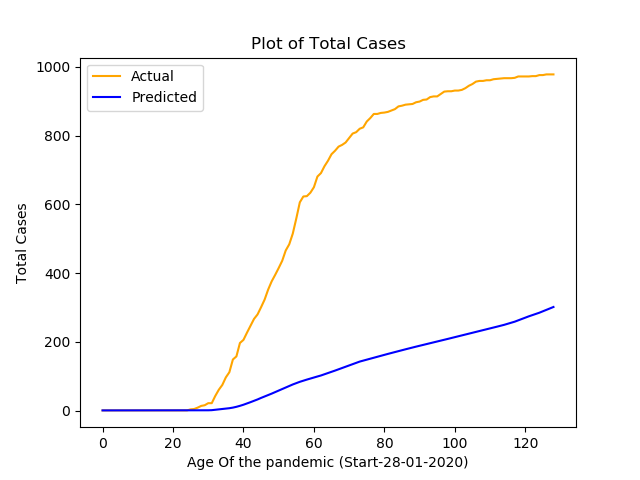 Plot of Total Cases
Actual
Predicted
1000
800
600
400
200
0
Total Cases
0 20 40 60 80 100 120
Age Of the pandemic (Start-28-01-2020)